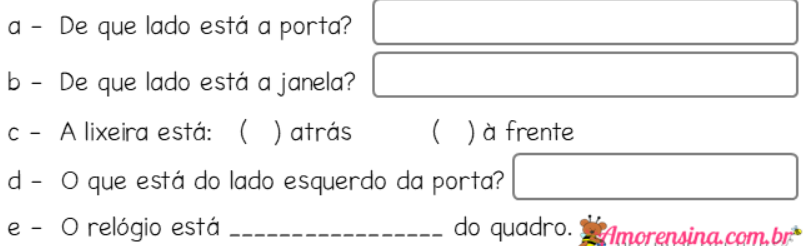 a - De que lado está a porta?
b - De que lado está a janela?
c - A lixeira está: ( ) atrás ( ) à frente
d - O que está do lado esquerdo da porta?
e - O relógio está _________________ do quadro. Amorensina.com.br